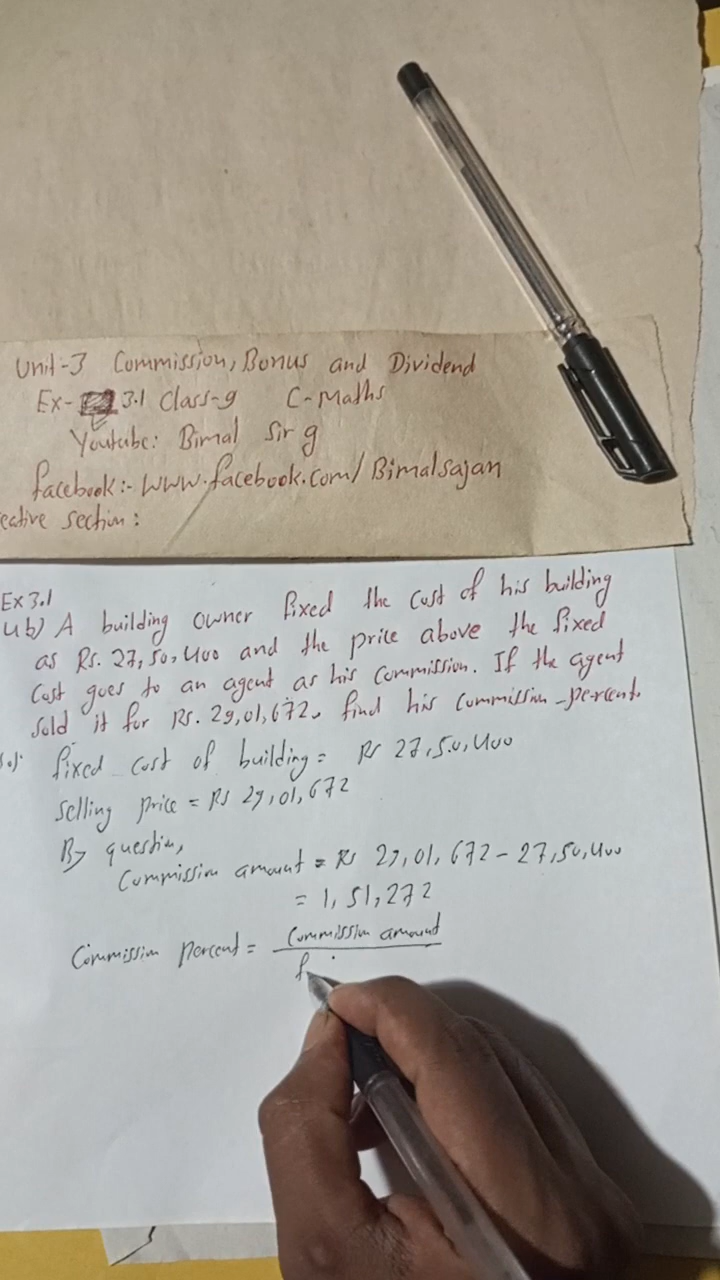 Unit-3 Commission, Bonus and Dividend
Ex- 3.1 Class-9 C-Maths
Youtube: Bimal Sir g
facebook:- www.facebook.com/Bimalsajan
eative section:
Ex 3.1
4b) A building owner fixed the cost of his building
as Rs. 27,50,400 and the price above the fixed
cost goes to an agent as his commission. If the agent
sold it for Rs. 29,01,672, find his commission-percent.
fixed cost of building = Rs 27,50,400
Selling price = Rs 29,01,672
By question,
Commission amount = Rs 29,01,672 - 27,50,400
= 1,51,272
Commission percent = Commission amount